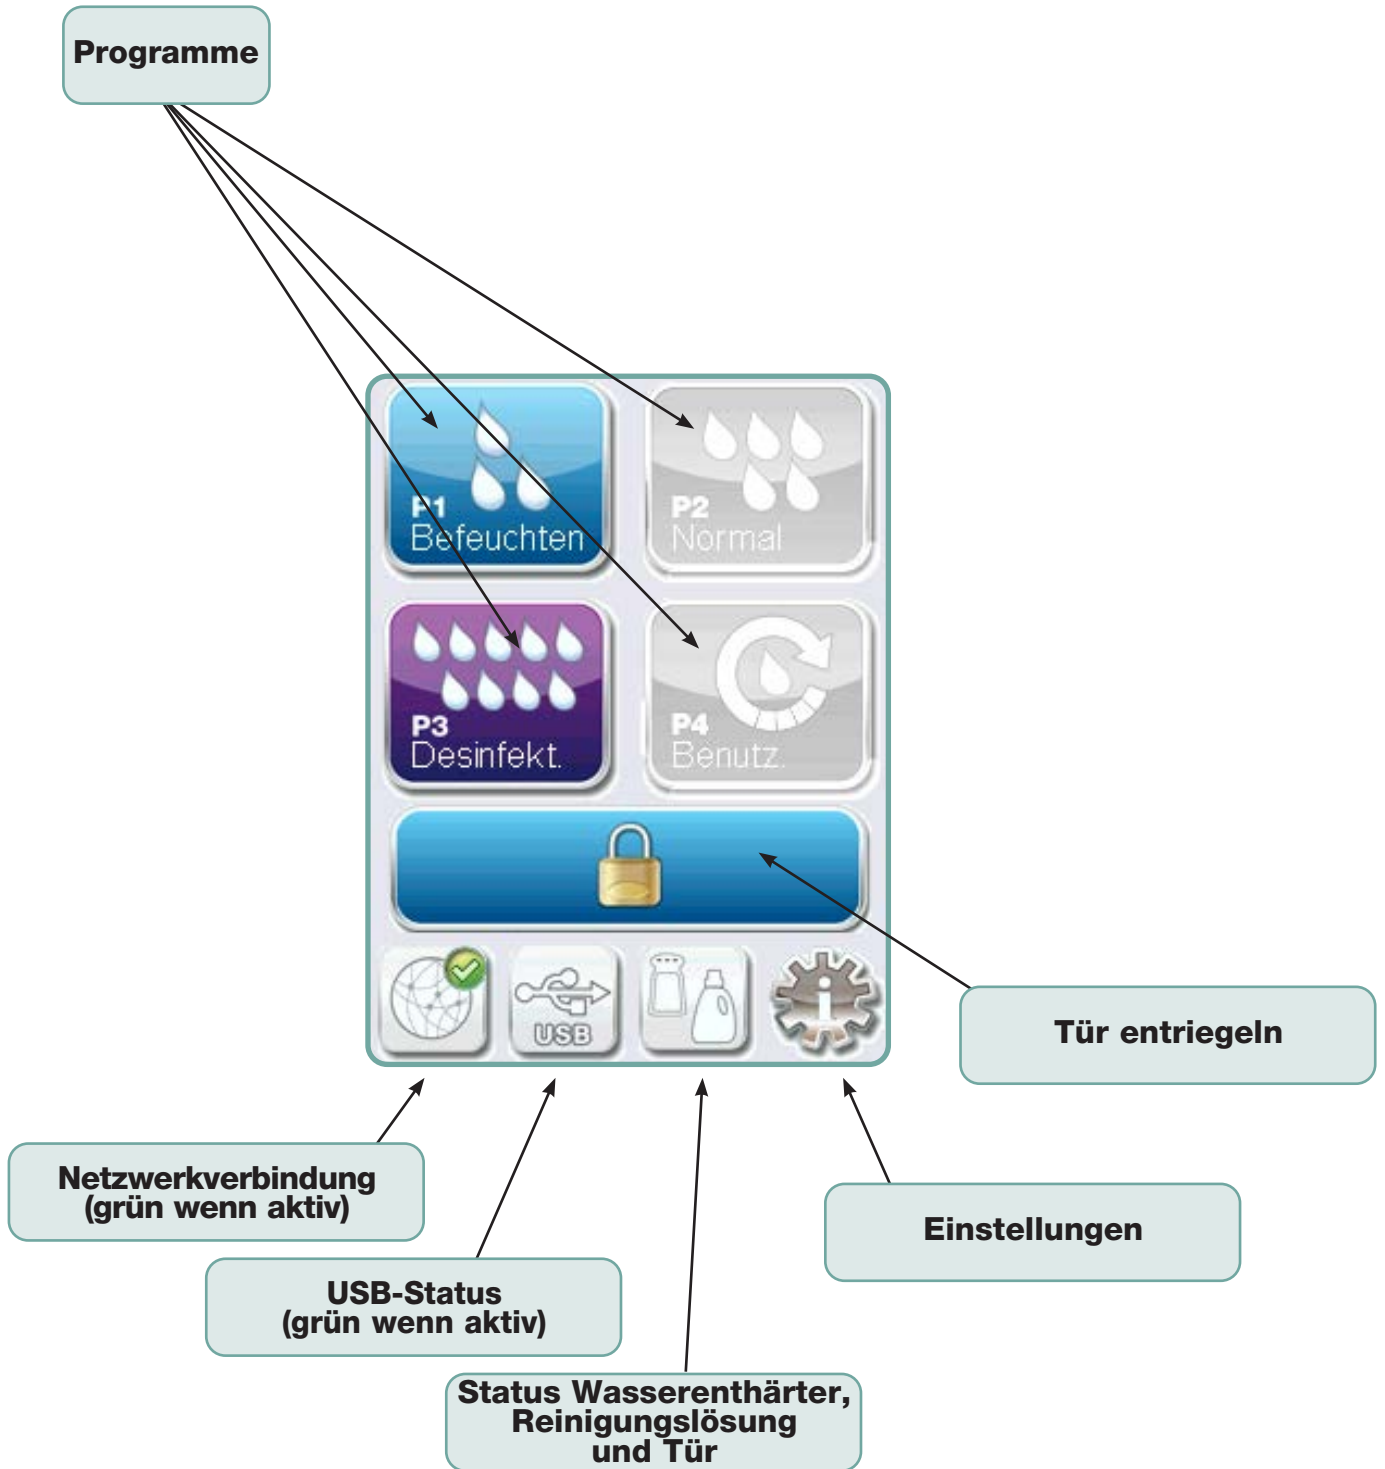 Programme
P1
Befeuchten
P2
Normal
P3
Desinfekt.
P4
Benutz.
USB
Tür entriegeln
Netzwerkverbindung
(grün wenn aktiv)
Einstellungen
USB-Status
(grün wenn aktiv)
Status Wasserenthärter,
Reinigungslösung
und Tür